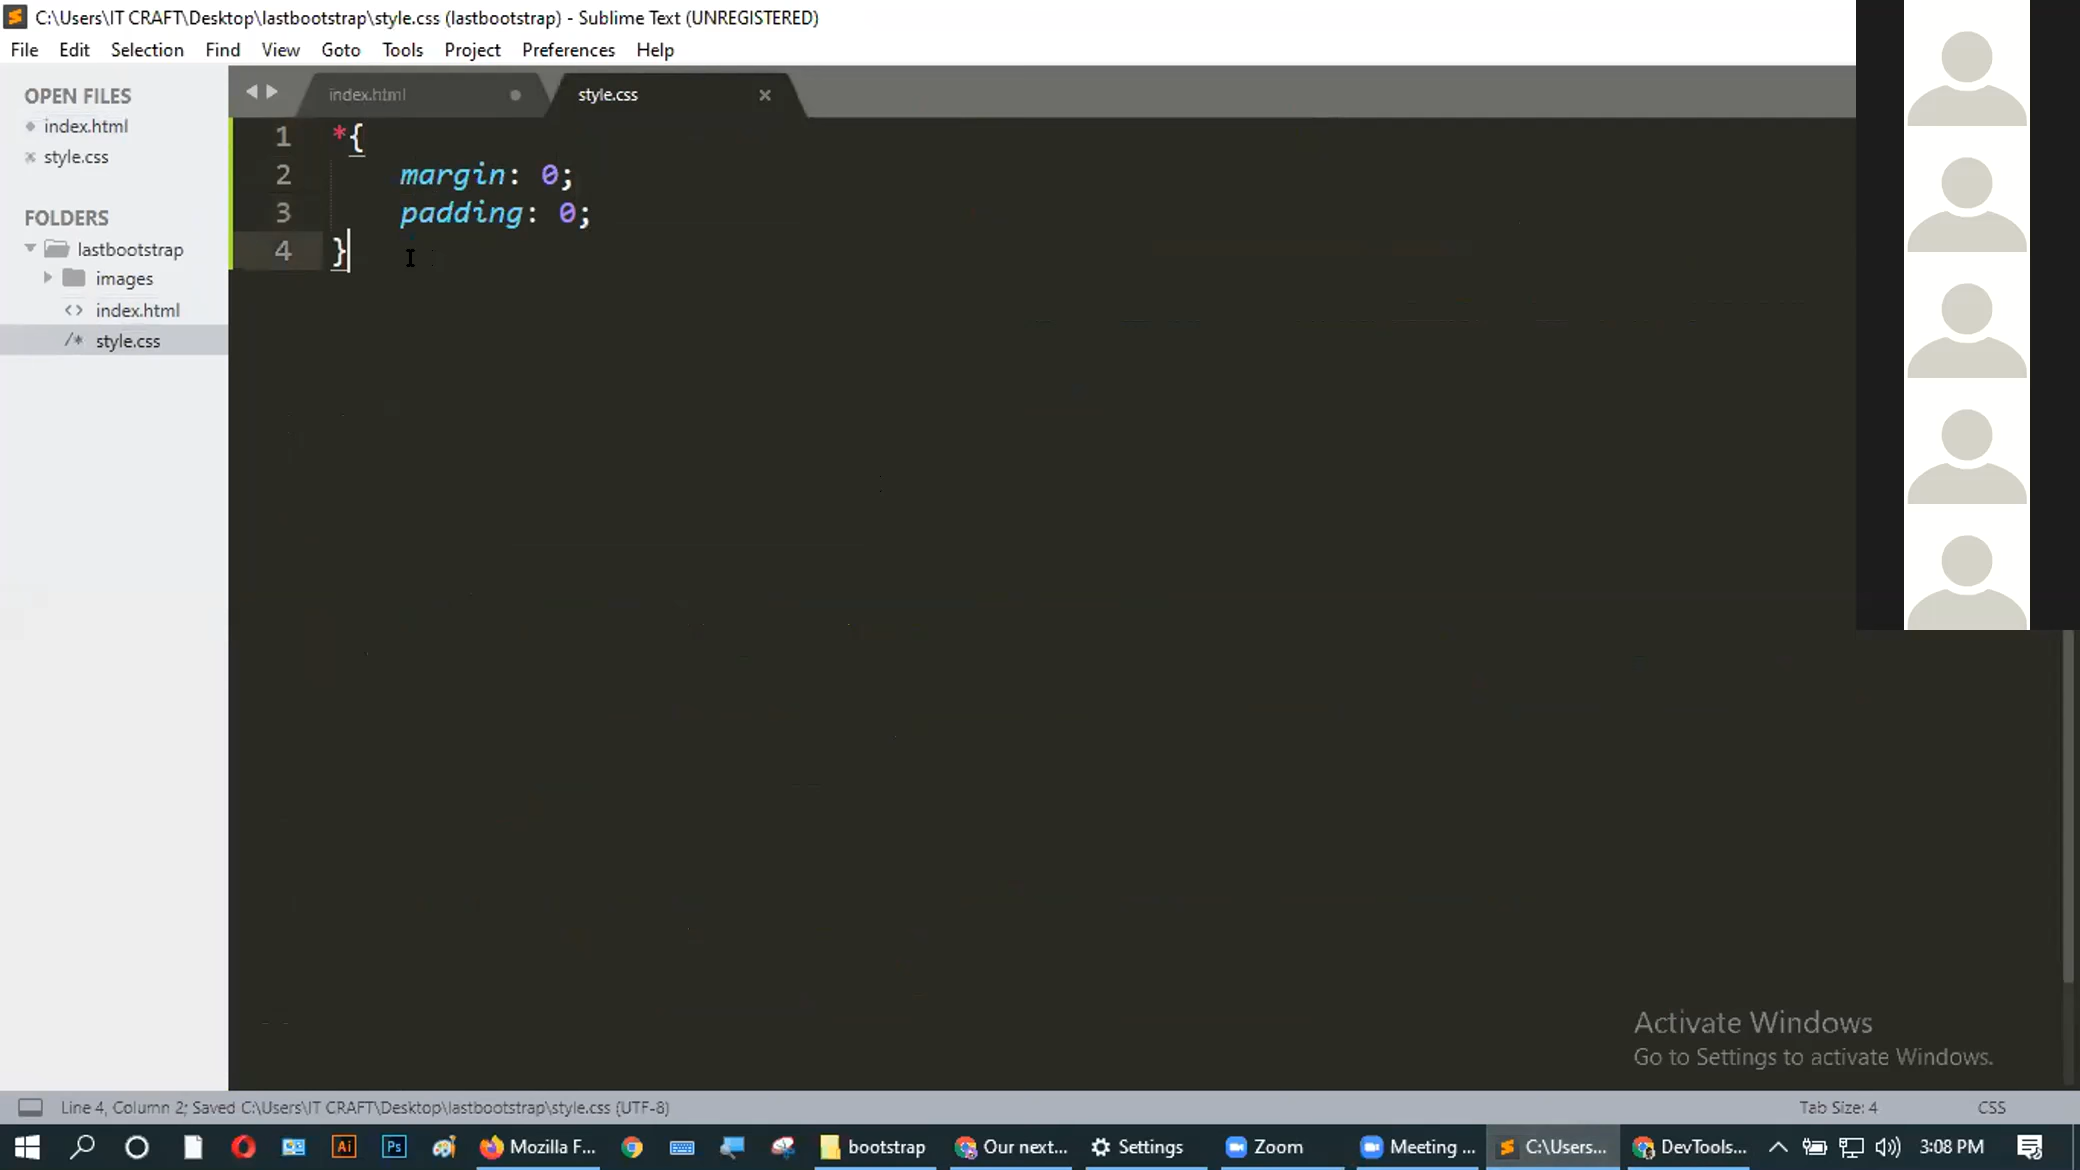 C:\Users\IT CRAFT\Desktop\lastbootstrap\style.css (lastbootstrap) - Sublime Text (UNREGISTERED)
File Edit Selection Find View Goto Tools Project Preferences Help
OPEN FILES
index.html
style.css
FOLDERS
lastbootstrap
images
index.html
/* style.css
index.html
style.css
1 *{
2 margin: 0;
3 padding: 0;
4 }
Activate Windows
Go to Settings to activate Windows.
Line 4, Column 2; Saved C:\Users\IT CRAFT\Desktop\lastbootstrap\style.css (UTF-8) Tab Size: 4 CSS
Ai Ps Mozilla F... bootstrap Our next... Settings Zoom Meeting ... C:\Users... DevTools... 3:08 PM